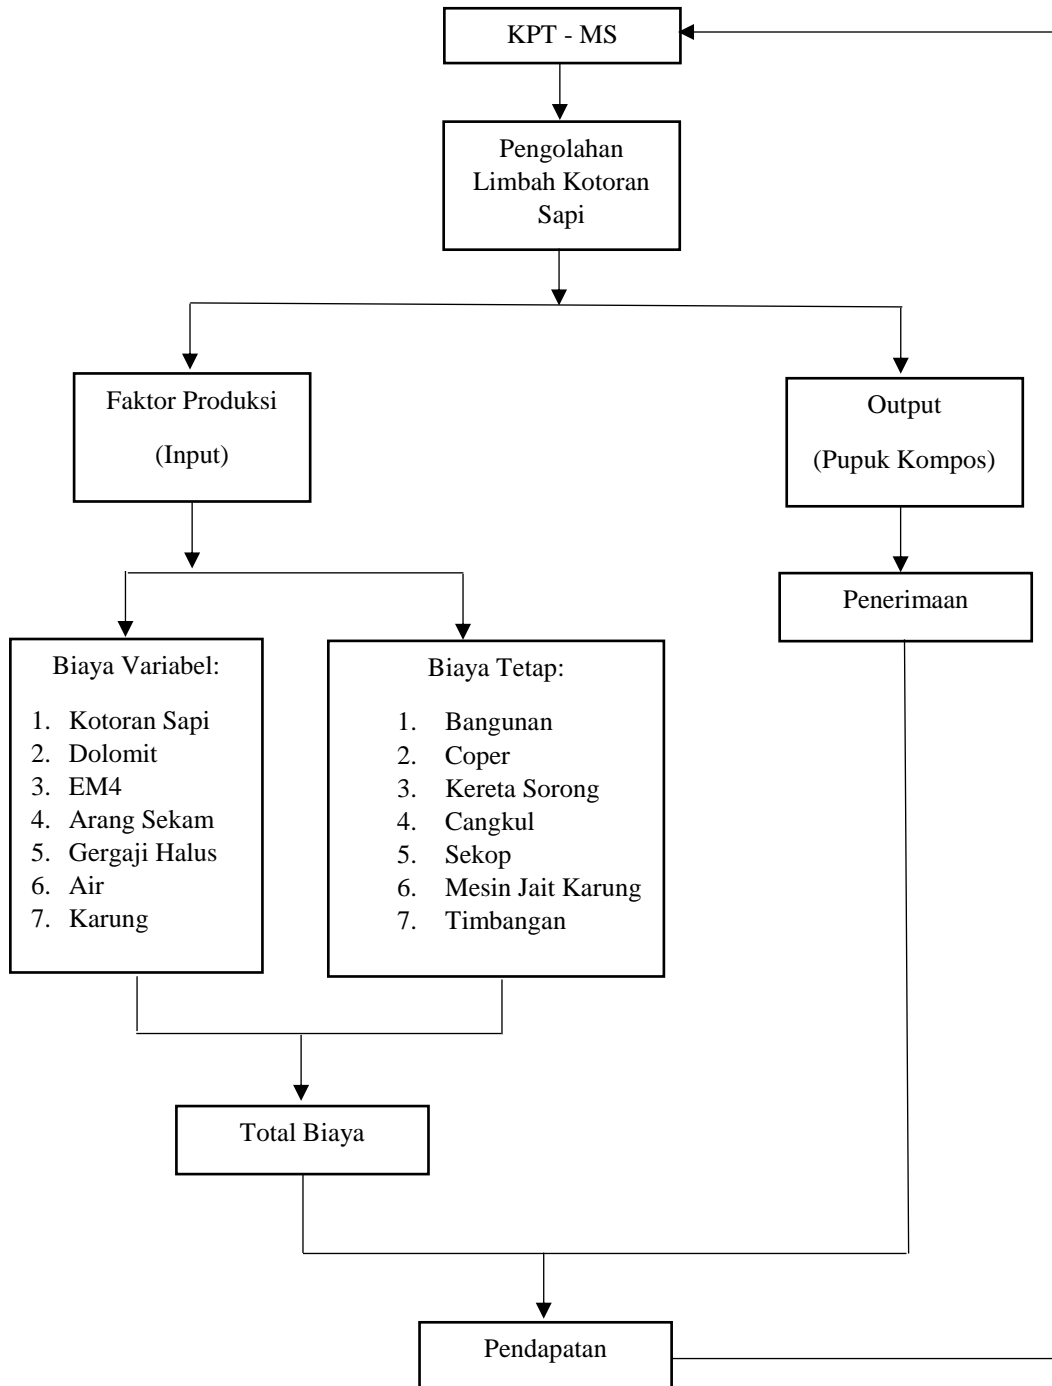 KPT - MS
Pengolahan
Limbah Kotoran
Sapi
Faktor Produksi
(Input)
Output
(Pupuk Kompos)
Penerimaan
Biaya Variabel:
1. Kotoran Sapi
2. Dolomit
3. EM4
4. Arang Sekam
5. Gergaji Halus
6. Air
7. Karung
Biaya Tetap:
1. Bangunan
2. Coper
3. Kereta Sorong
4. Cangkul
5. Sekop
6. Mesin Jait Karung
7. Timbangan
Total Biaya
Pendapatan